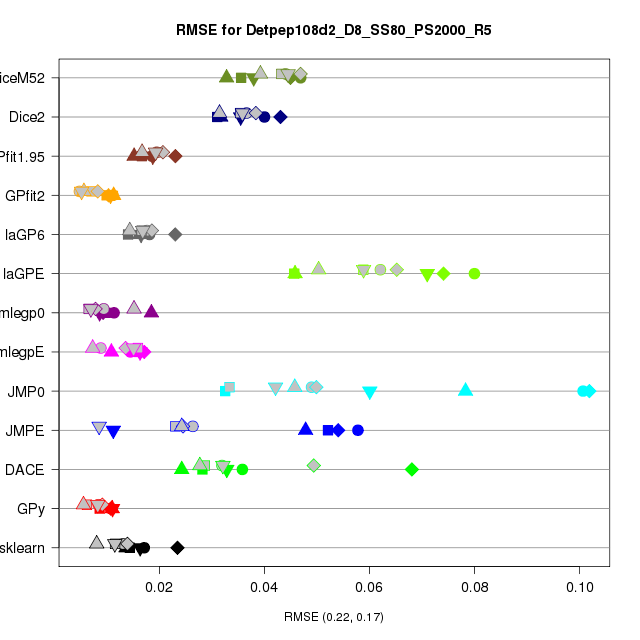 RMSE for Detpep108d2_D8_SS80_PS2000_R5
iceM52
Dice2
Pfit1.95
GPfit2
laGP6
laGPE
mlegp0
mlegpE
JMP0
JMPE
DACE
GPy
sklearn
0.02 0.04 0.06 0.08 0.10
RMSE (0.22, 0.17)